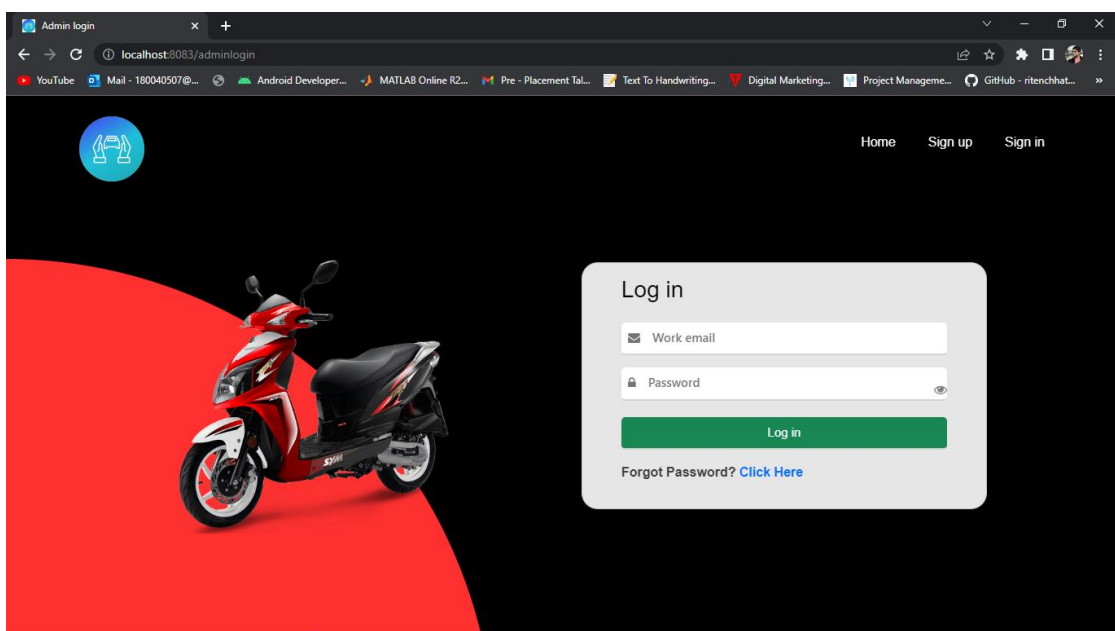 Admin login
localhost:8083/adminlogin
YouTube Mail - 180040507@... Android Developer... MATLAB Online R2... Pre - Placement Tal... Text To Handwriting... Digital Marketing... Project Manageme... GitHub - ritenchhat... »
Home Sign up Sign in
Log in
Work email
Password
Log in
Forgot Password? Click Here
SYM